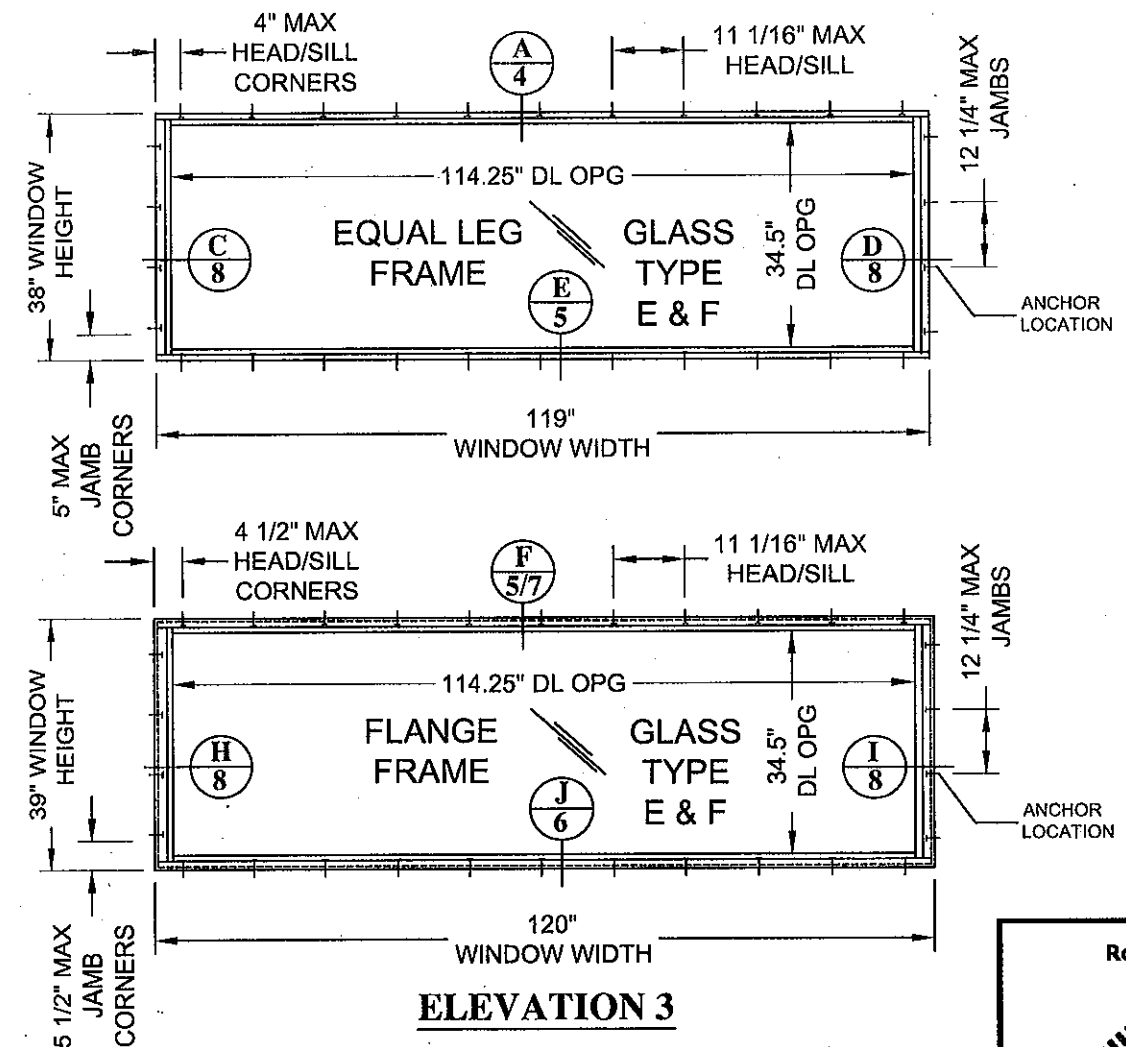 4" MAX
HEAD/SILL
CORNERS
A
4
11 1/16" MAX
HEAD/SILL
12 1/4" MAX
JAMBS
38" WINDOW
HEIGHT
114.25" DL OPG
EQUAL LEG
FRAME
GLASS
TYPE
E & F
34.5"
DL OPG
C
8
D
8
E
5
ANCHOR
LOCATION
5" MAX
JAMB
CORNERS
119"
WINDOW WIDTH
4 1/2" MAX
HEAD/SILL
CORNERS
F
5/7
11 1/16" MAX
HEAD/SILL
12 1/4" MAX
JAMBS
39" WINDOW
HEIGHT
114.25" DL OPG
FLANGE
FRAME
GLASS
TYPE
E & F
34.5"
DL OPG
H
8
I
8
J
6
ANCHOR
LOCATION
5 1/2" MAX
JAMB
CORNERS
120"
WINDOW WIDTH
ELEVATION 3